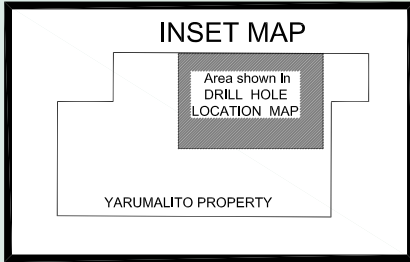 INSET MAP
Area shown In
DRILL HOLE
LOCATION MAP
YARUMALITO PROPERTY